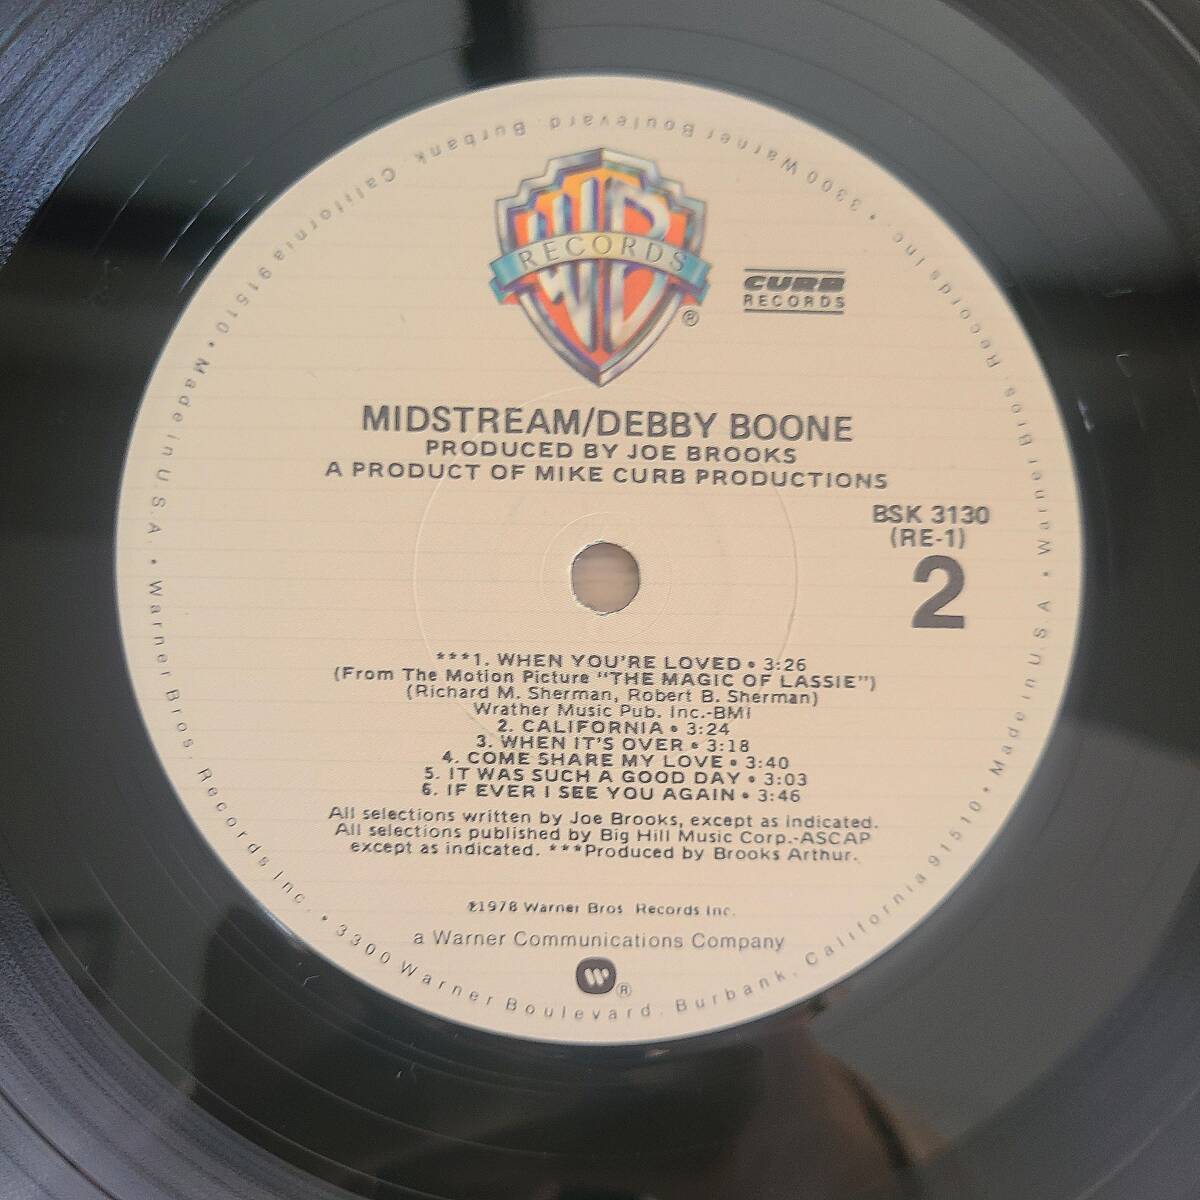 RECORDS
®
CURB
RECORDS
MIDSTREAM/DEBBY BOONE
PRODUCED BY JOE BROOKS
A PRODUCT OF MIKE CURB PRODUCTIONS
BSK 3130
(RE-1)
2
***1. WHEN YOU'RE LOVED • 3:26
(From The Motion Picture "THE MAGIC OF LASSIE")
(Richard M. Sherman, Robert B. Sherman)
Wrather Music Pub. Inc.-BMI
2. CALIFORNIA • 3:24
3. WHEN IT'S OVER • 3:18
4. COME SHARE MY LOVE • 3:40
5. IT WAS SUCH A GOOD DAY • 3:03
6. IF EVER I SEE YOU AGAIN • 3:46
All selections written by Joe Brooks, except as indicated.
All selections published by Big Hill Music Corp.-ASCAP
except as indicated. ***Produced by Brooks Arthur.
℗1978 Warner Bros Records Inc.
a Warner Communications Company
W®
Warner Bros. Records Inc. • 3300 Warner Boulevard. Burbank, California 91510 • Made in U.S.A. • Warner Bros. Records Inc. • 3300 Warner Boulevard. Burbank, California 91510 • Made in U.S.A. •